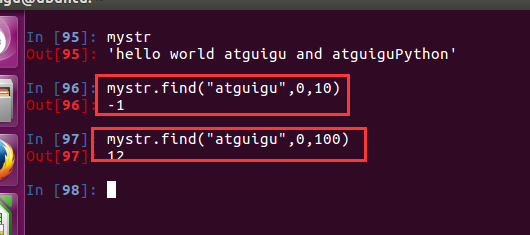 In [95]: mystr
Out[95]: 'hello world atguigu and atguiguPython'
In [96]: mystr.find("atguigu",0,10)
Out[96]: -1
In [97]: mystr.find("atguigu",0,100)
Out[97]: 12
In [98]: